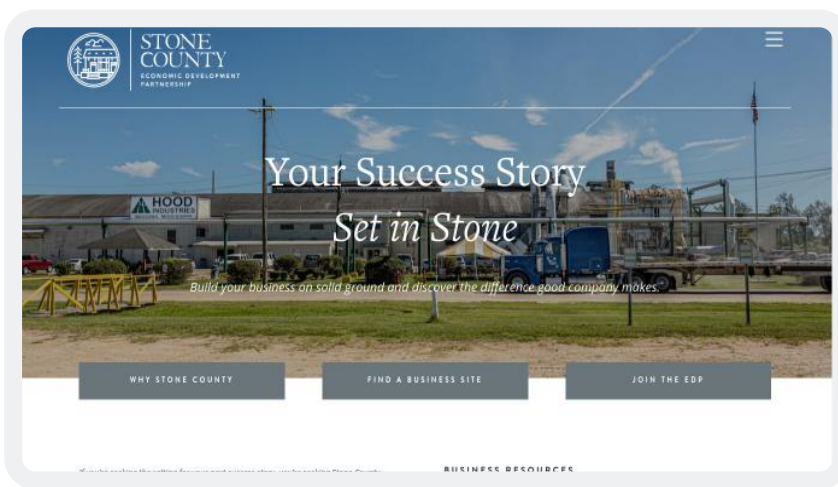 STONE
COUNTY
ECONOMIC DEVELOPMENT
PARTNERSHIP
Your Success Story
HOOD
INDUSTRIES
Set in Stone
Build your business on solid ground and discover the difference good company makes.
WHY STONE COUNTY
FIND A BUSINESS SITE
JOIN THE EDP
BUSINESS RESOURCES